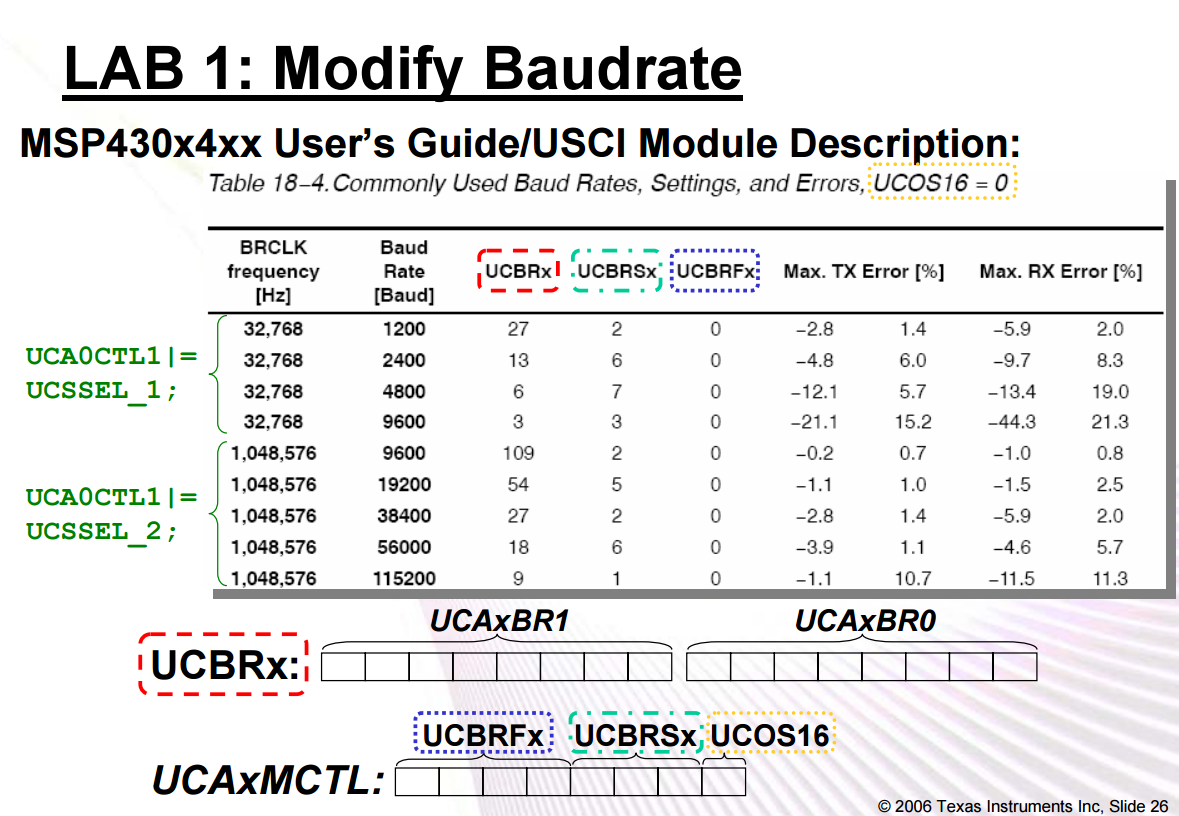 LAB 1: Modify Baudrate
MSP430x4xx User's Guide/USCI Module Description:
Table 18–4. Commonly Used Baud Rates, Settings, and Errors, UCOS16 = 0
BRCLK frequency [Hz] Baud Rate [Baud] UCBRx UCBRSx UCBRFx Max. TX Error [%] Max. RX Error [%]
UCA0CTL1|=
UCSSEL_1;
32,768 1200 27 2 0 –2.8 1.4 –5.9 2.0
32,768 2400 13 6 0 –4.8 6.0 –9.7 8.3
32,768 4800 6 7 0 –12.1 5.7 –13.4 19.0
32,768 9600 3 3 0 –21.1 15.2 –44.3 21.3
UCA0CTL1|=
UCSSEL_2;
1,048,576 9600 109 2 0 –0.2 0.7 –1.0 0.8
1,048,576 19200 54 5 0 –1.1 1.0 –1.5 2.5
1,048,576 38400 27 2 0 –2.8 1.4 –5.9 2.0
1,048,576 56000 18 6 0 –3.9 1.1 –4.6 5.7
1,048,576 115200 9 1 0 –1.1 10.7 –11.5 11.3
UCAxBR1 UCAxBR0
UCBRx:
UCBRFx UCBRSx UCOS16
UCAxMCTL:
© 2006 Texas Instruments Inc, Slide 26